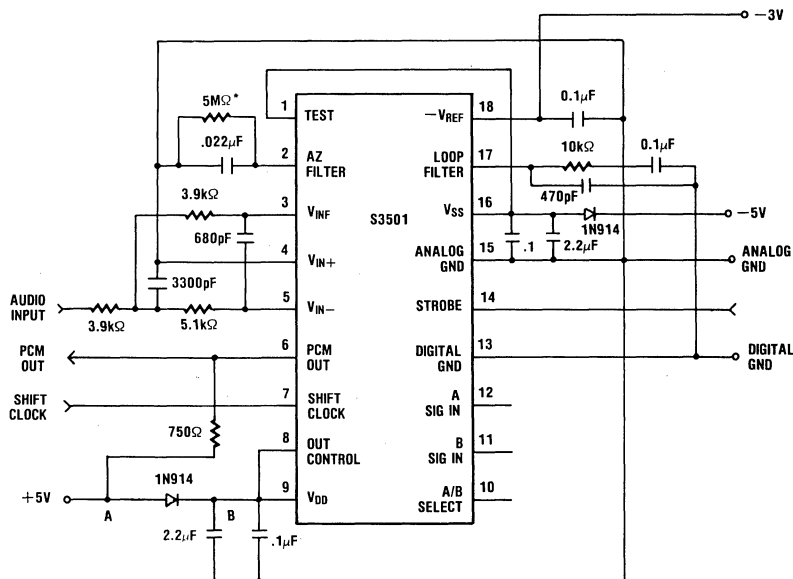 −3V
5MΩ*
.022μF
1
TEST
2
AZ
FILTER
3.9kΩ
3
VINF
680pF
4
VIN+
3300pF
AUDIO
INPUT
3.9kΩ
5.1kΩ
5
VIN−
PCM
OUT
6
PCM
OUT
SHIFT
CLOCK
7
SHIFT
CLOCK
750Ω
8
OUT
CONTROL
+5V
A
1N914
B
9
VDD
2.2μF
.1μF
S3501
18
−VREF
0.1μF
17
LOOP
FILTER
10kΩ
0.1μF
470pF
16
VSS
1N914
−5V
.1
2.2μF
15
ANALOG
GND
ANALOG
GND
14
STROBE
13
DIGITAL
GND
DIGITAL
GND
12
A
SIG IN
11
B
SIG IN
10
A/B
SELECT